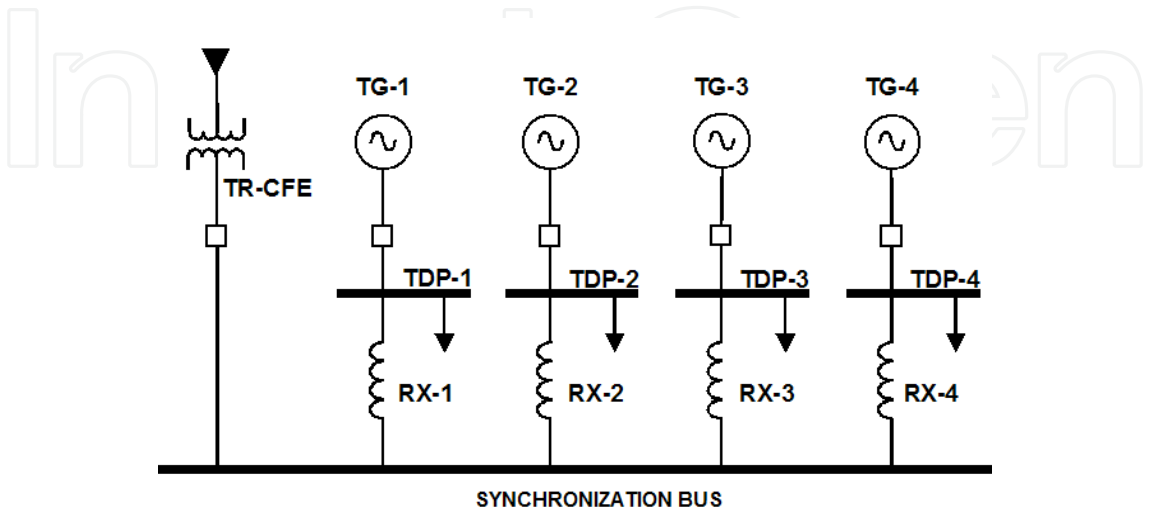 TG-1
TG-2
TG-3
TG-4
TR-CFE
TDP-1
TDP-2
TDP-3
TDP-4
RX-1
RX-2
RX-3
RX-4
SYNCHRONIZATION BUS